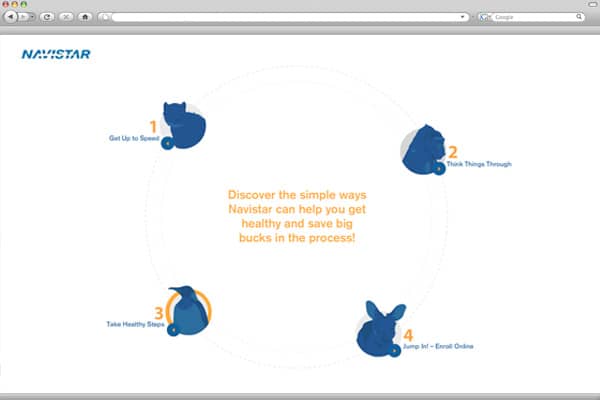 Google
NAVISTAR
1
Get Up to Speed
2
Think Things Through
Discover the simple ways
Navistar can help you get
healthy and save big
bucks in the process!
3
Take Healthy Steps
4
Jump In! – Enroll Online